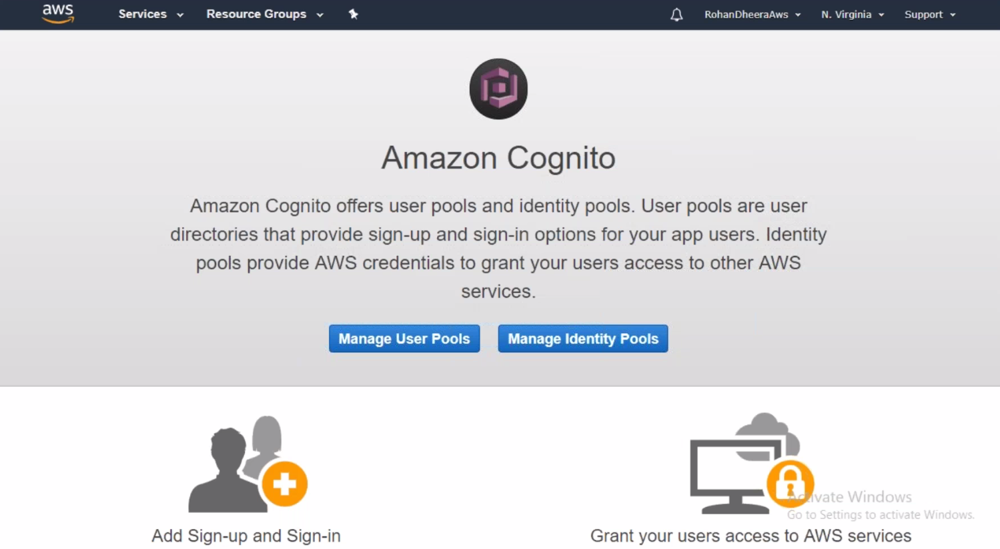 aws Services Resource Groups RohanDheeraAws N. Virginia Support
Amazon Cognito
Amazon Cognito offers user pools and identity pools. User pools are user
directories that provide sign-up and sign-in options for your app users. Identity
pools provide AWS credentials to grant your users access to other AWS
services.
Manage User Pools Manage Identity Pools
Activate Windows
Go to Settings to activate Windows.
Add Sign-up and Sign-in Grant your users access to AWS services